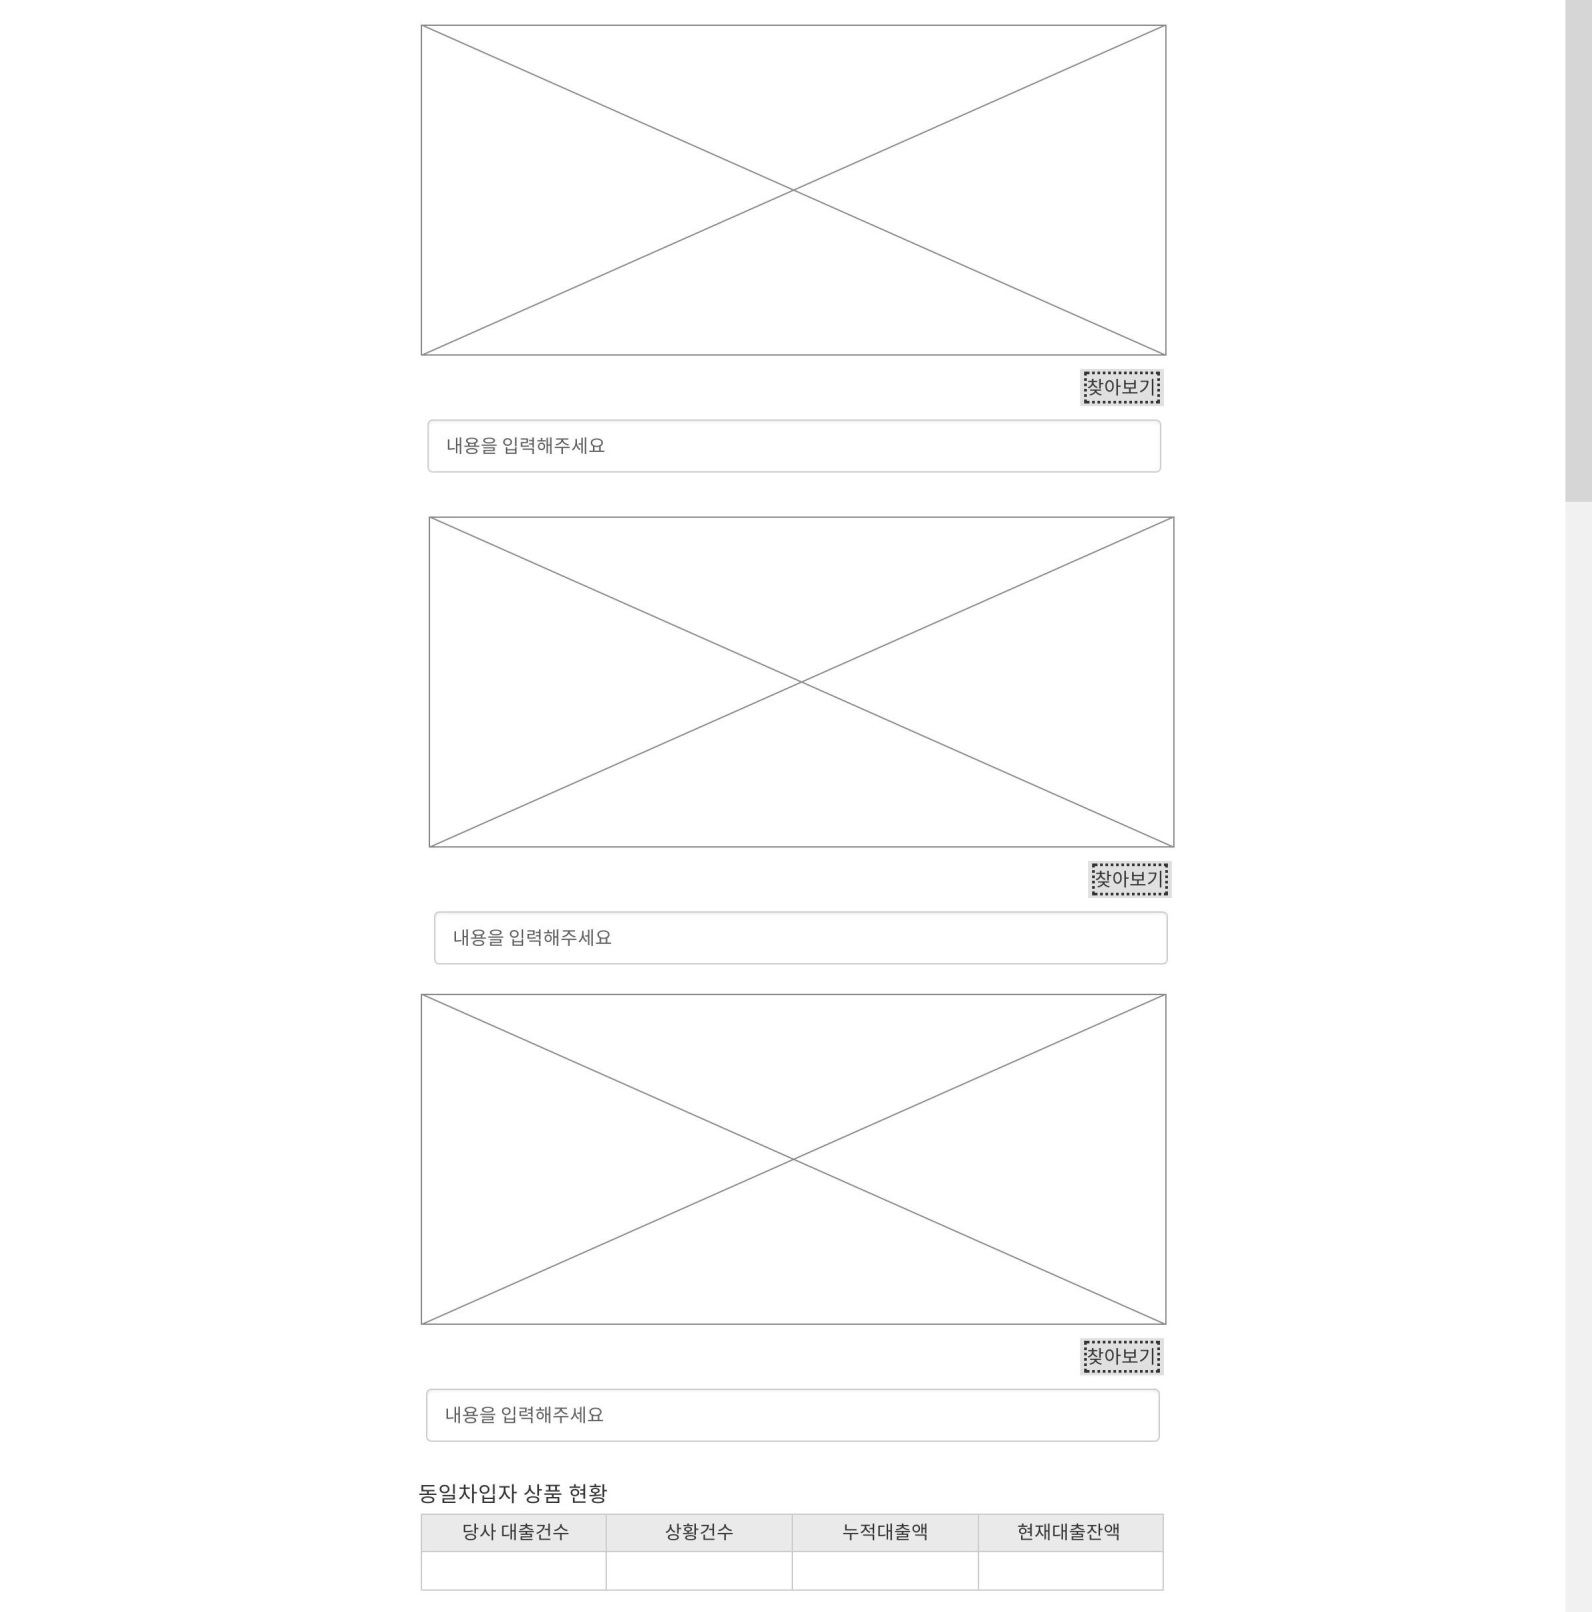 찾아보기
내용을 입력해주세요
찾아보기
내용을 입력해주세요
찾아보기
내용을 입력해주세요
동일차입자 상품 현황
당사 대출건수 상황건수 누적대출액 현재대출잔액